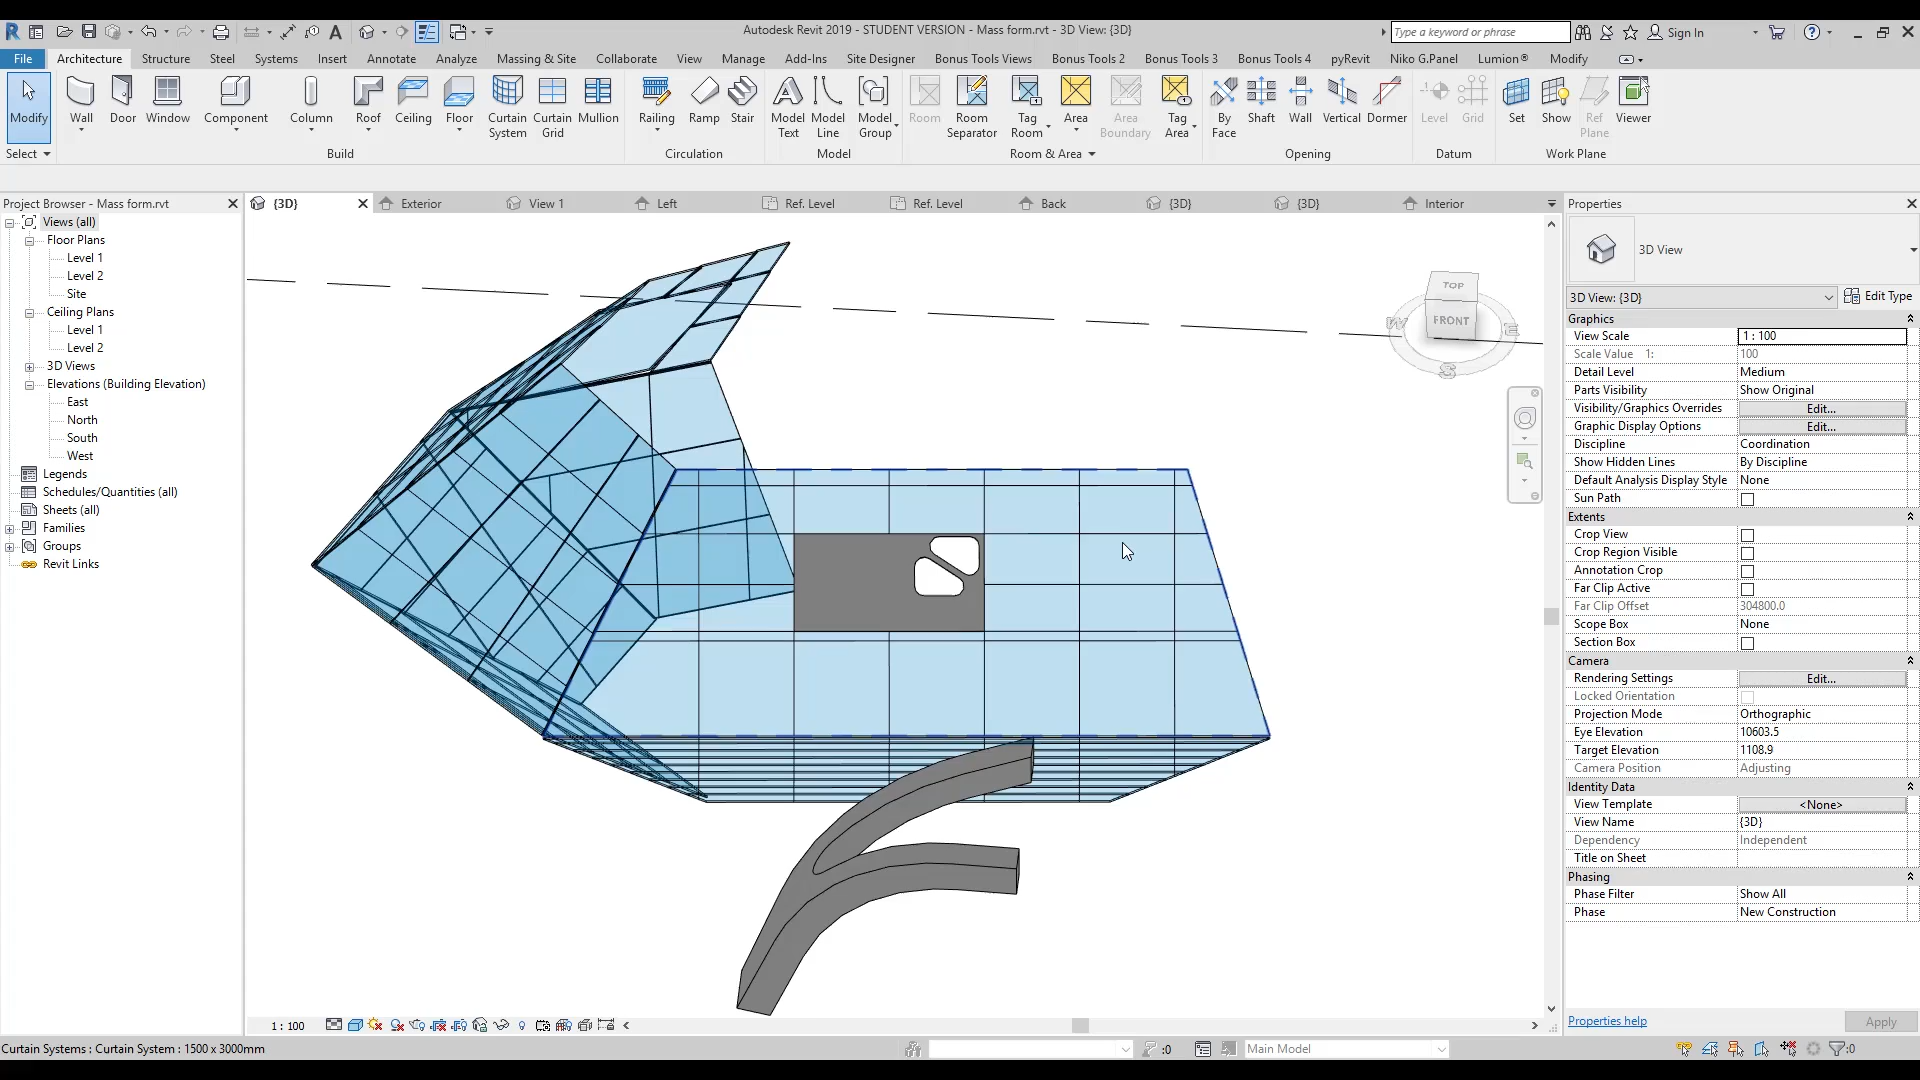 Autodesk Revit 2019 - STUDENT VERSION - Mass form.rvt - 3D View: {3D}
Type a keyword or phrase
Sign In
File Architecture Structure Steel Systems Insert Annotate Analyze Massing & Site Collaborate View Manage Add-Ins Site Designer Bonus Tools Views Bonus Tools 2 Bonus Tools 3 Bonus Tools 4 pyRevit Niko G.Panel Lumion® Modify
Modify Wall Door Window Component Column Roof Ceiling Floor Curtain System Curtain Grid Mullion Railing Ramp Stair Model Text Model Line Model Group Room Room Separator Tag Room Area Area Boundary Tag Area By Face Shaft Wall Vertical Dormer Level Grid Set Show Ref Plane Viewer
Select Build Circulation Model Room & Area Opening Datum Work Plane
Project Browser - Mass form.rvt
{3D} Exterior View 1 Left Ref. Level Ref. Level Back {3D} {3D} Interior
Properties
Views (all)
Floor Plans
Level 1
Level 2
Site
Ceiling Plans
Level 1
Level 2
3D Views
Elevations (Building Elevation)
East
North
South
West
Legends
Schedules/Quantities (all)
Sheets (all)
Families
Groups
Revit Links
TOP
FRONT
W
E
S
3D View
3D View: {3D} Edit Type
Graphics
View Scale 1 : 100
Scale Value 1: 100
Detail Level Medium
Parts Visibility Show Original
Visibility/Graphics Overrides Edit...
Graphic Display Options Edit...
Discipline Coordination
Show Hidden Lines By Discipline
Default Analysis Display Style None
Sun Path
Extents
Crop View
Crop Region Visible
Annotation Crop
Far Clip Active
Far Clip Offset 304800.0
Scope Box None
Section Box
Camera
Rendering Settings Edit...
Locked Orientation
Projection Mode Orthographic
Eye Elevation 10603.5
Target Elevation 1108.9
Camera Position Adjusting
Identity Data
View Template <None>
View Name {3D}
Dependency Independent
Title on Sheet
Phasing
Phase Filter Show All
Phase New Construction
Properties help Apply
1 : 100
Curtain Systems : Curtain System : 1500 x 3000mm
:0
Main Model
:0